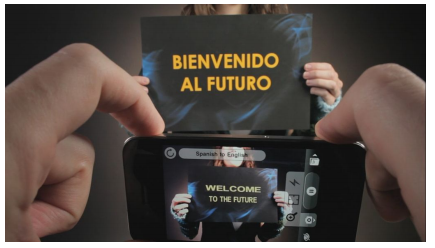 BIENVENIDO
AL FUTURO
Spanish to English
WELCOME
TO THE FUTURE